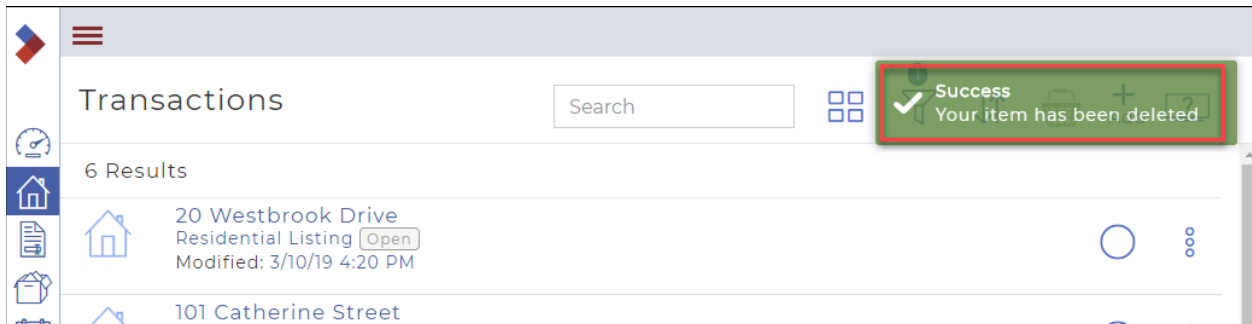 Transactions
Search
Success
Your item has been deleted
6 Results
20 Westbrook Drive
Residential Listing Open
Modified: 3/10/19 4:20 PM
101 Catherine Street